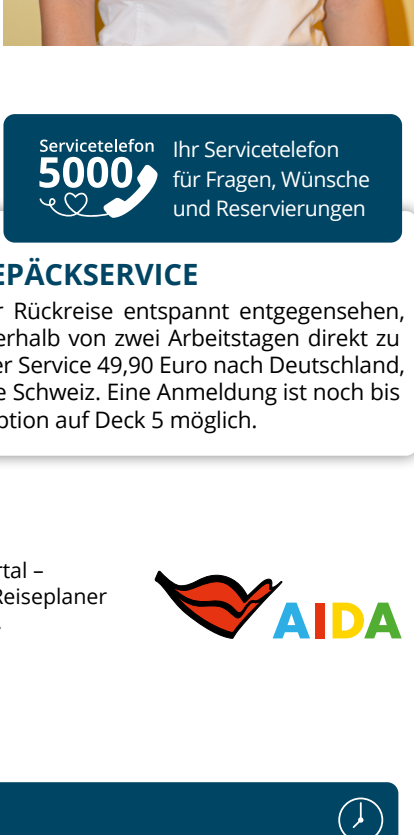 Servicetelefon
5000
Ihr Servicetelefon
für Fragen, Wünsche
und Reservierungen
EPÄCKSERVICE
r Rückreise entspannt entgegensehen,
erhalb von zwei Arbeitstagen direkt zu
er Service 49,90 Euro nach Deutschland,
e Schweiz. Eine Anmeldung ist noch bis
ption auf Deck 5 möglich.
rtal –
Reiseplaner
AIDA